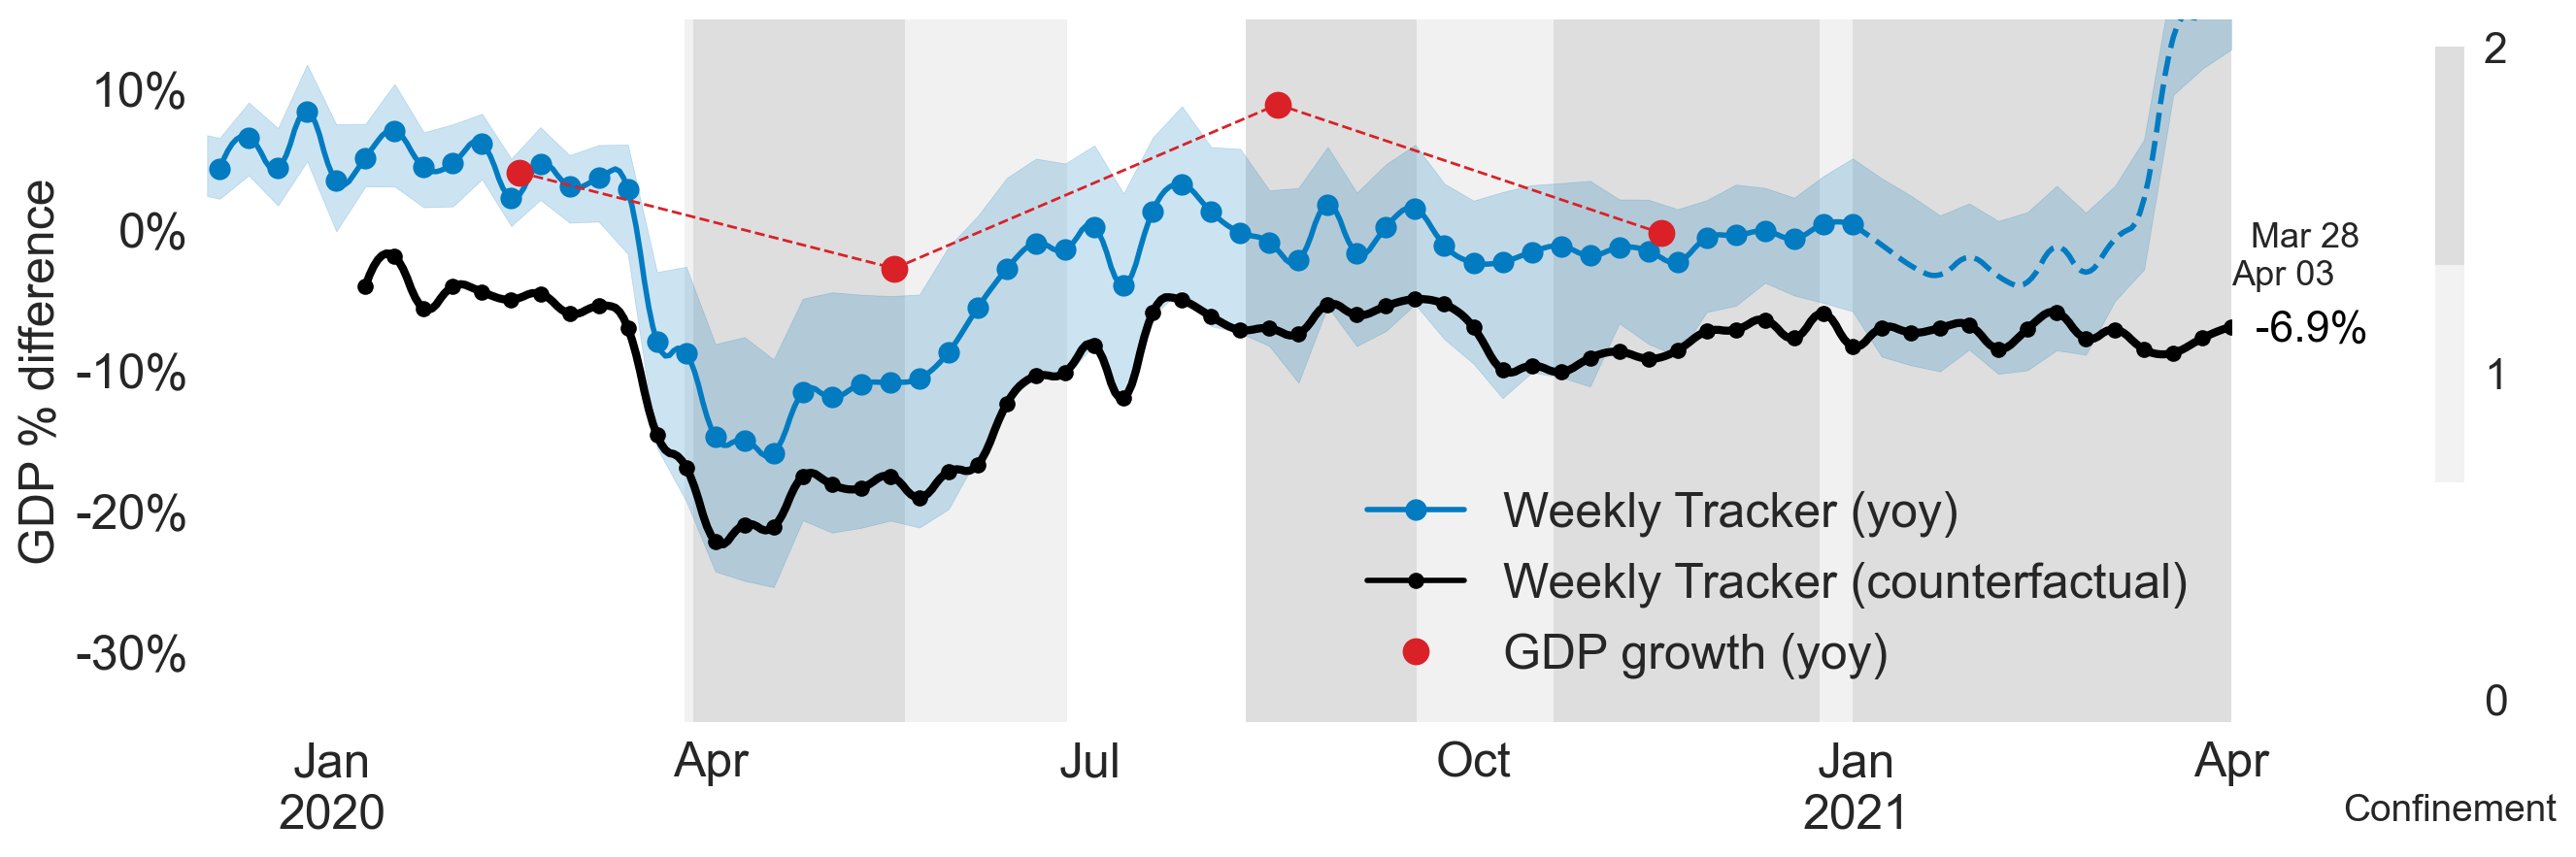 GDP % difference
10%
0%
-10%
-20%
-30%
Jan
2020
Apr
Jul
Oct
Jan
2021
Apr
Weekly Tracker (yoy)
Weekly Tracker (counterfactual)
GDP growth (yoy)
Mar 28
Apr 03
-6.9%
2
1
0
Confinement